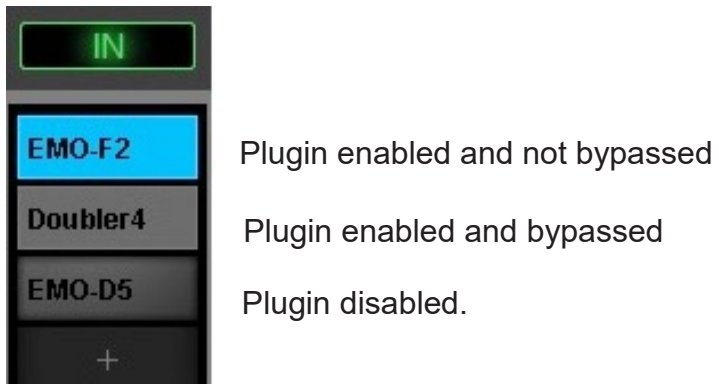 IN
EMO-F2 Plugin enabled and not bypassed
Doubler4 Plugin enabled and bypassed
EMO-D5 Plugin disabled.
+